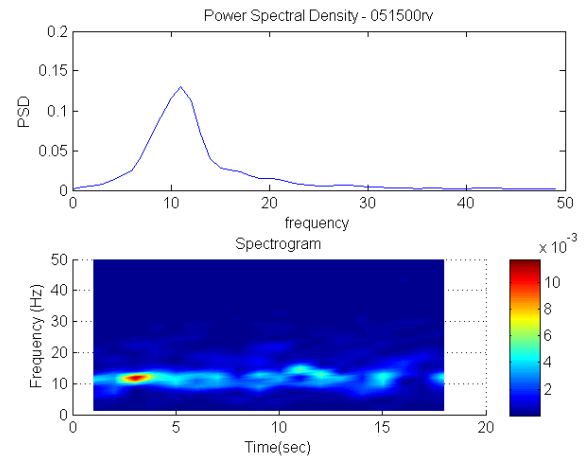 Power Spectral Density - 051500rv
0.2
0.15
0.1
0.05
0
PSD
0 10 20 30 40 50
frequency
Spectrogram
x 10^-3
50
40
30
20
10
0
Frequency (Hz)
0 5 10 15 20
Time(sec)
10
8
6
4
2